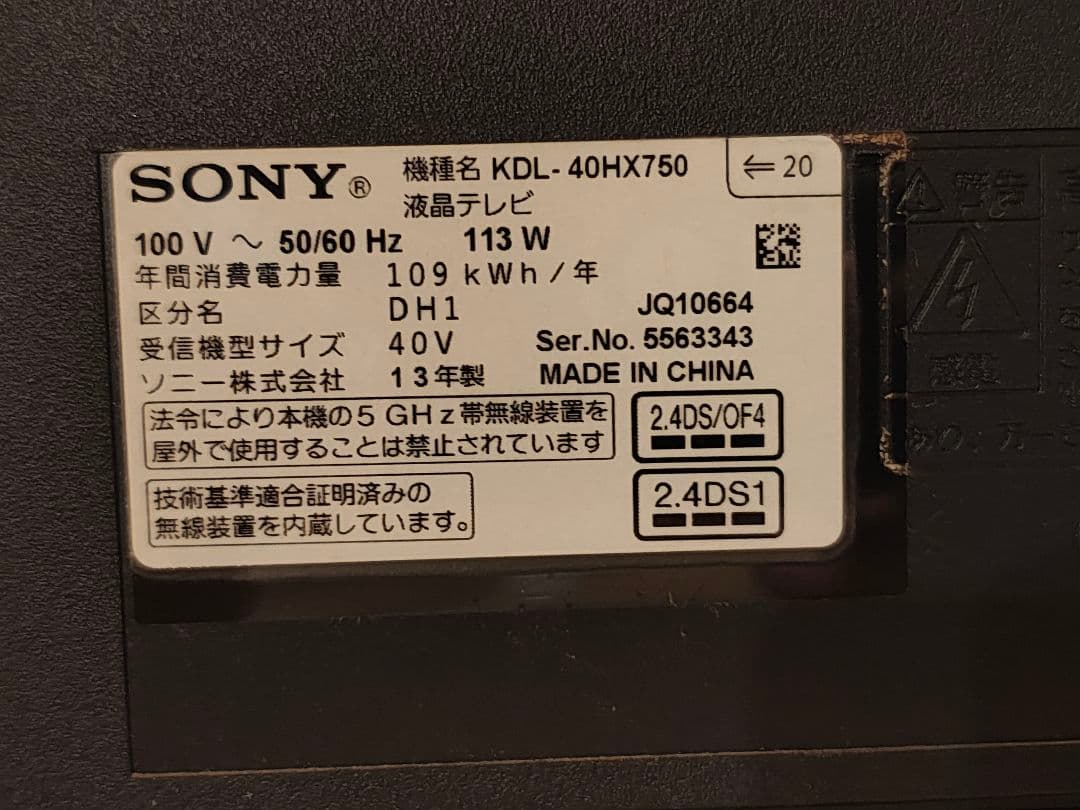 SONY® 機種名 KDL-40HX750 ⇐20
液晶テレビ
100 V ～ 50/60 Hz 113 W
年間消費電力量 109 kWh/年
区分名 DH1 JQ10664
受信機型サイズ 40V Ser.No. 5563343
ソニー株式会社 13年製 MADE IN CHINA
法令により本機の5 GHz帯無線装置を
屋外で使用することは禁止されています
2.4DS/OF4
技術基準適合証明済みの
無線装置を内蔵しています。
2.4DS1
警告
感電